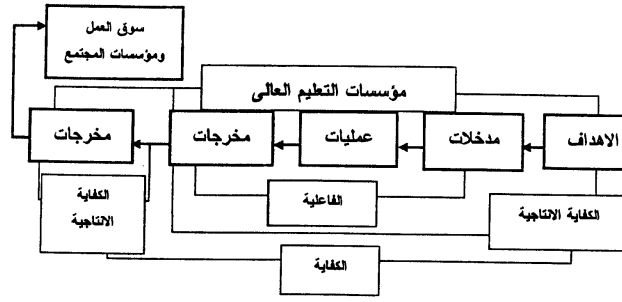 سوق العمل
ومؤسسات المجتمع
مؤسسات التعليم العالى
الاهداف
مدخلات
عمليات
مخرجات
مخرجات
الكفاية الانتاجية
الفاعلية
الكفاية
الانتاجية
الكفاية